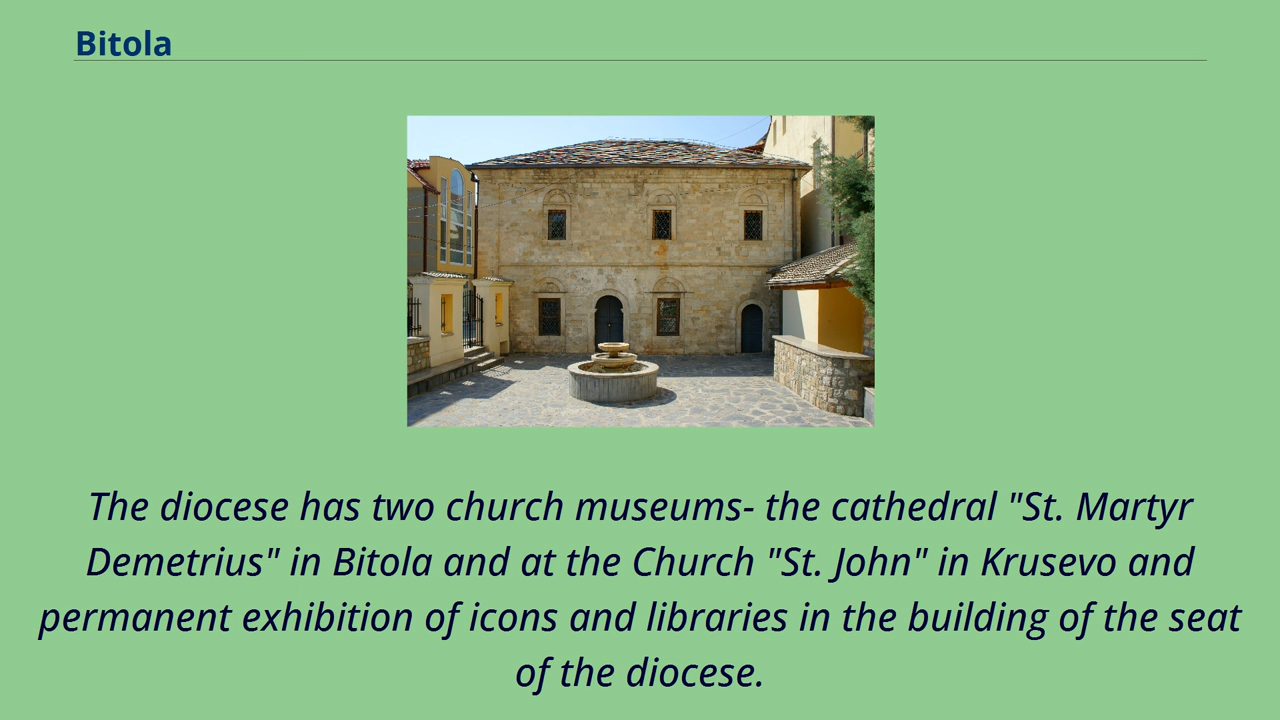 Bitola
The diocese has two church museums- the cathedral "St. Martyr
Demetrius" in Bitola and at the Church "St. John" in Krusevo and
permanent exhibition of icons and libraries in the building of the seat
of the diocese.